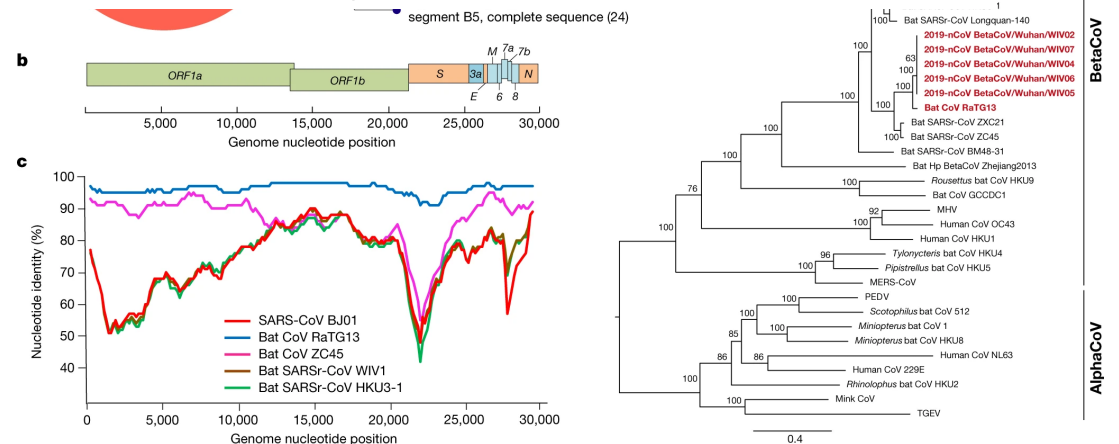 segment B5, complete sequence (24)
b
ORF1a
ORF1b
S
3a
E
M
6
7a
7b
8
N
5,000
10,000
15,000
20,000
25,000
30,000
Genome nucleotide position
c
100
90
80
70
60
50
40
Nucleotide identity (%)
SARS-CoV BJ01
Bat CoV RaTG13
Bat CoV ZC45
Bat SARSr-CoV WIV1
Bat SARSr-CoV HKU3-1
0
5,000
10,000
15,000
20,000
25,000
30,000
Genome nucleotide position
1
100
Bat SARSr-CoV Longquan-140
2019-nCoV BetaCoV/Wuhan/WIV02
2019-nCoV BetaCoV/Wuhan/WIV07
63
2019-nCoV BetaCoV/Wuhan/WIV04
100
2019-nCoV BetaCoV/Wuhan/WIV06
2019-nCoV BetaCoV/Wuhan/WIV05
100
100
Bat CoV RaTG13
Bat SARSr-CoV ZXC21
100
Bat SARSr-CoV ZC45
100
Bat SARSr-CoV BM48-31
100
Bat Hp BetaCoV Zhejiang2013
Rousettus bat CoV HKU9
100
Bat CoV GCCDC1
76
MHV
92
Human CoV OC43
100
Human CoV HKU1
100
Tylonycteris bat CoV HKU4
96
Pipistrellus bat CoV HKU5
100
MERS-CoV
PEDV
100
Scotophilus bat CoV 512
100
Miniopterus bat CoV 1
100
Miniopterus bat CoV HKU8
85
Human CoV NL63
86
86
Human CoV 229E
100
Rhinolophus bat CoV HKU2
Mink CoV
100
TGEV
0.4
BetaCoV
AlphaCoV